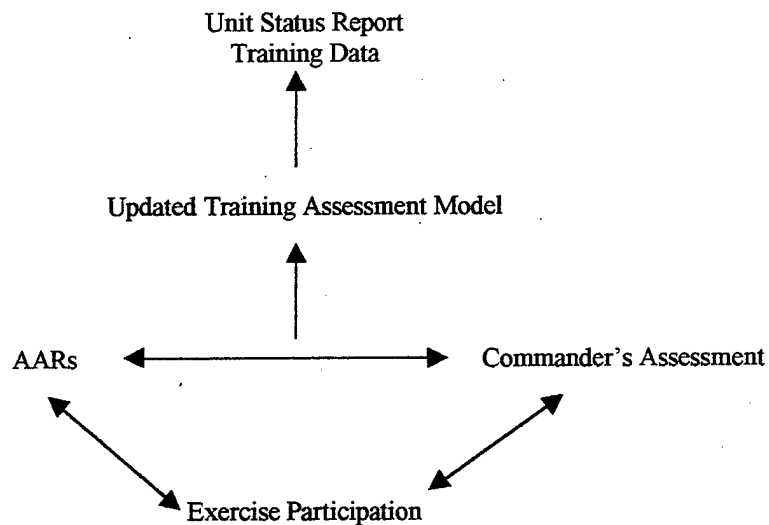 Unit Status Report
Training Data
Updated Training Assessment Model
AARs
Commander's Assessment
Exercise Participation